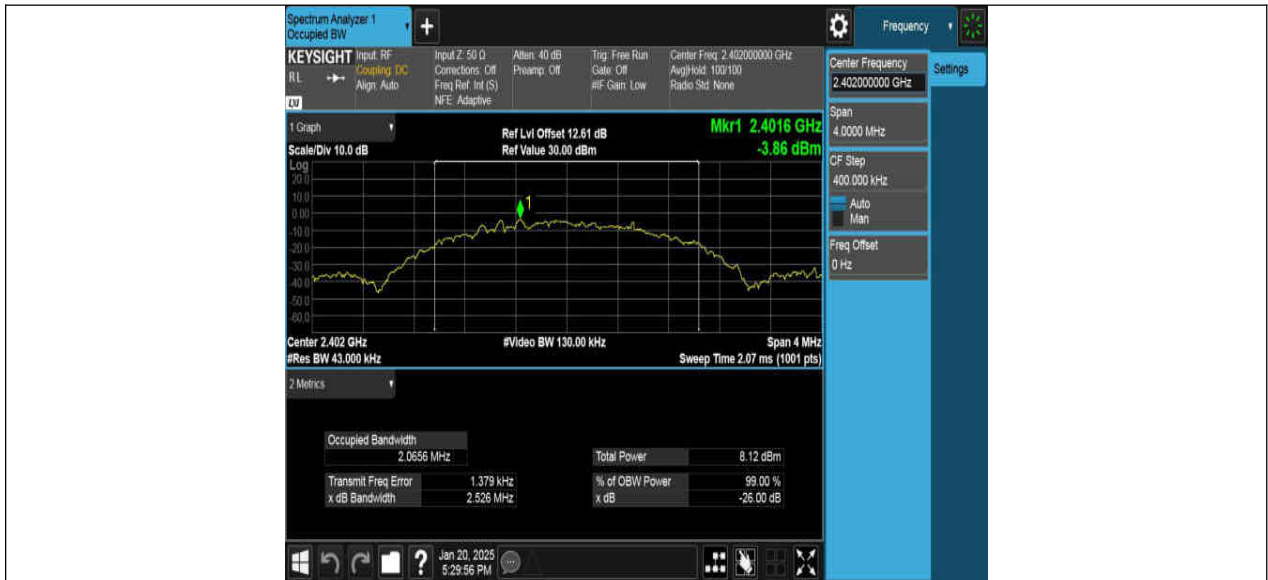 Spectrum Analyzer 1
Occupied BW
Frequency
KEYSIGHT
Input: RF
Coupling: DC
Align: Auto
RL
LXI
Input Z: 50 Ω
Corrections: Off
Freq Ref: Int (S)
NFE: Adaptive
Atten: 40 dB
Preamp: Off
Trig: Free Run
Gate: Off
#IF Gain: Low
Center Freq: 2.402000000 GHz
Avg|Hold: 100/100
Radio Std: None
Center Frequency
2.402000000 GHz
Settings
Span
4.0000 MHz
CF Step
400.000 kHz
Auto
Man
Freq Offset
0 Hz
1 Graph
Scale/Div 10.0 dB
Ref Lvl Offset 12.61 dB
Ref Value 30.00 dBm
Mkr1 2.4016 GHz
-3.86 dBm
Log
20.0
10.0
0.00
-10.0
-20.0
-30.0
-40.0
-50.0
-60.0
1
Center 2.402 GHz
#Video BW 130.00 kHz
Span 4 MHz
#Res BW 43.000 kHz
Sweep Time 2.07 ms (1001 pts)
2 Metrics
Occupied Bandwidth
2.0656 MHz
Total Power 8.12 dBm
Transmit Freq Error 1.379 kHz
% of OBW Power 99.00 %
x dB Bandwidth 2.526 MHz
x dB -26.00 dB
?
Jan 20, 2025
5:29:56 PM